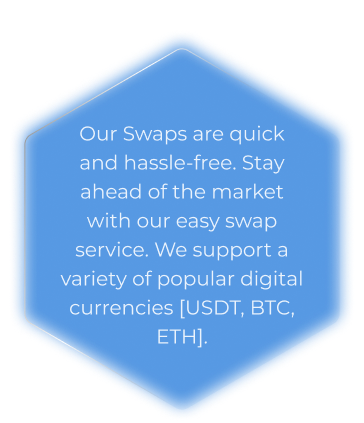 Our Swaps are quick
and hassle-free. Stay
ahead of the market
with our easy swap
service. We support a
variety of popular digital
currencies [USDT, BTC,
ETH].